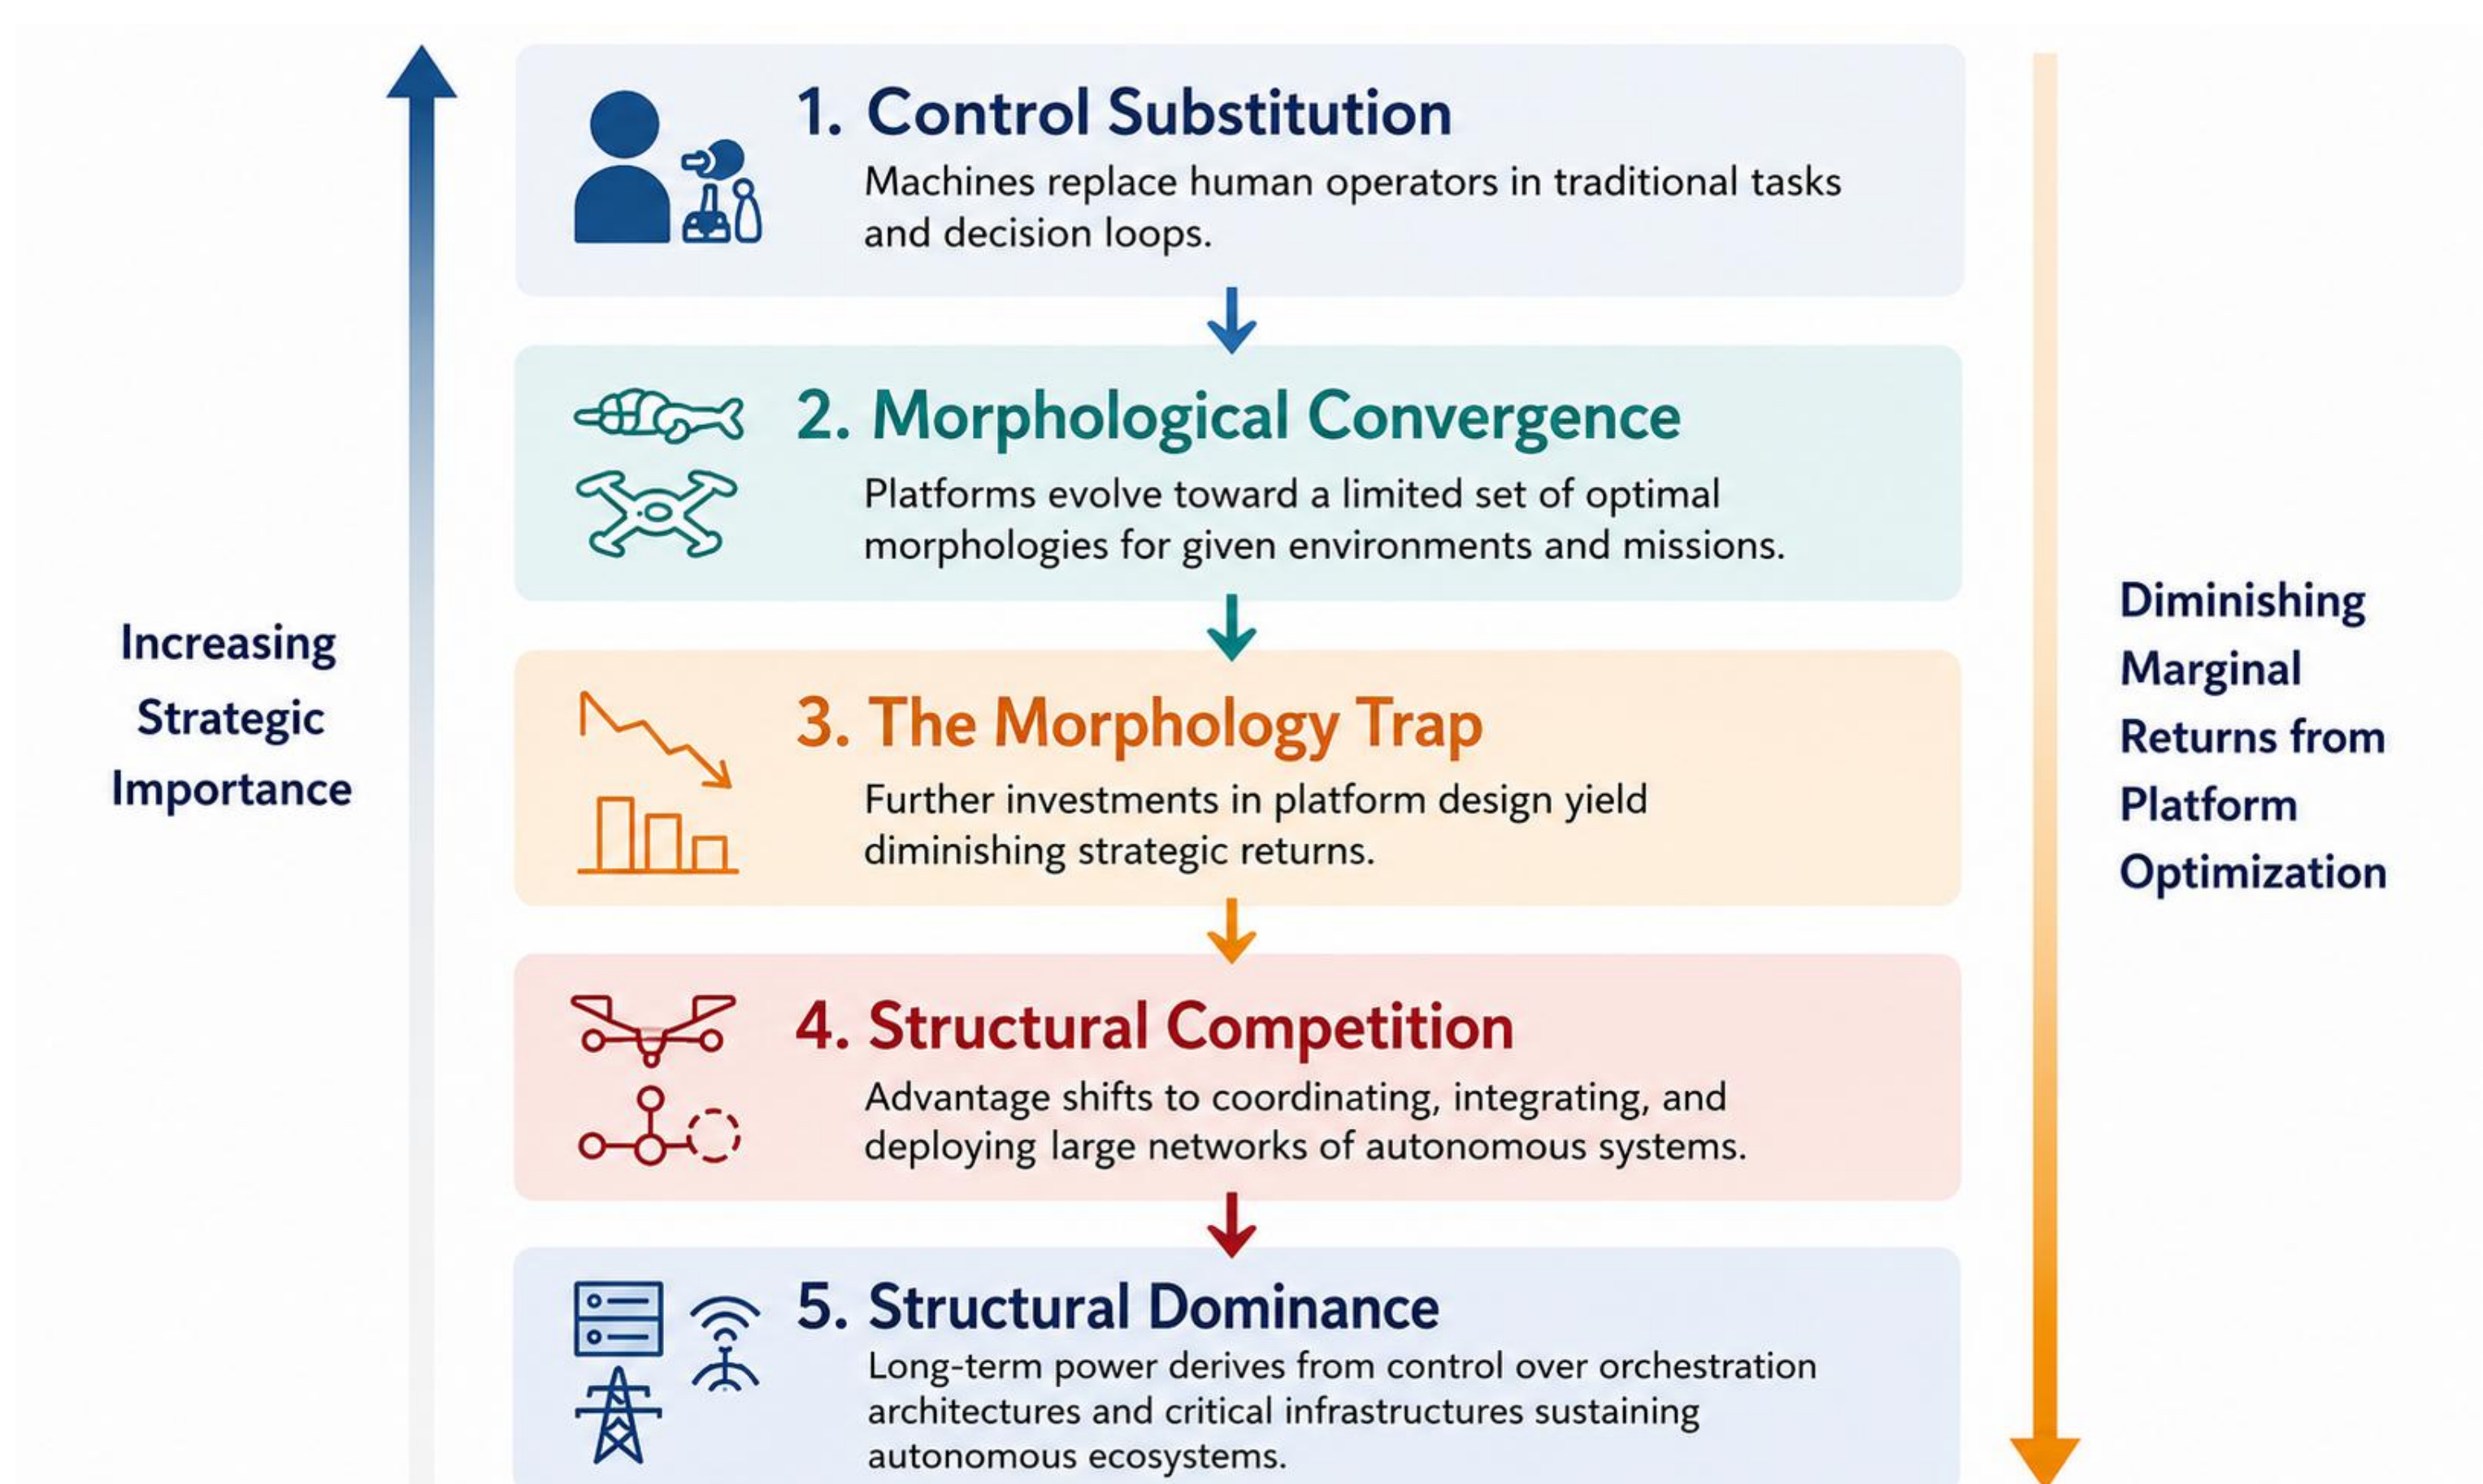 1. Control Substitution
Machines replace human operators in traditional tasks
and decision loops.
2. Morphological Convergence
Platforms evolve toward a limited set of optimal
morphologies for given environments and missions.
Increasing
Strategic
Importance
3. The Morphology Trap
Further investments in platform design yield
diminishing strategic returns.
Diminishing
Marginal
Returns from
Platform
Optimization
4. Structural Competition
Advantage shifts to coordinating, integrating, and
deploying large networks of autonomous systems.
5. Structural Dominance
Long-term power derives from control over orchestration
architectures and critical infrastructures sustaining
autonomous ecosystems.